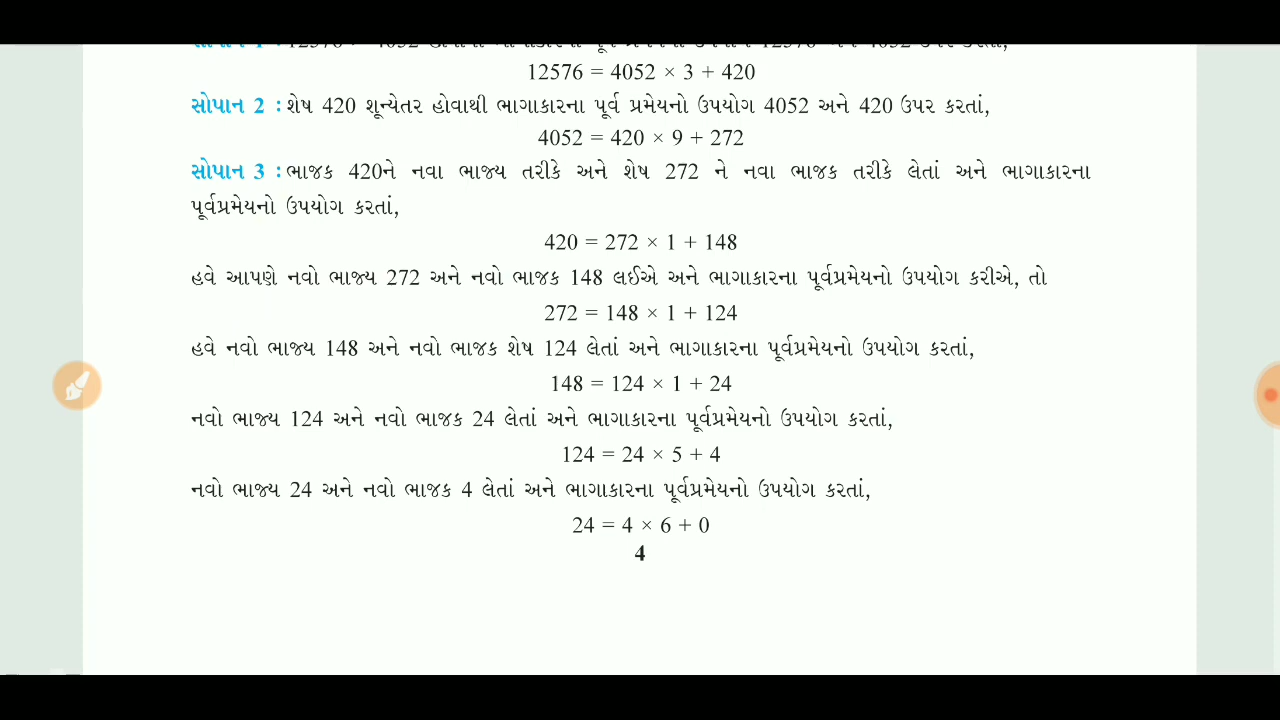 12576 = 4052 × 3 + 420
સોપાન 2 : શેષ 420 શૂન્યેતર હોવાથી ભાગાકારના પૂર્વ પ્રમેયનો ઉપયોગ 4052 અને 420 ઉપર કરતાં,
4052 = 420 × 9 + 272
સોપાન 3 : ભાજક 420ને નવા ભાજ્ય તરીકે અને શેષ 272 ને નવા ભાજક તરીકે લેતાં અને ભાગાકારના
પૂર્વપ્રમેયનો ઉપયોગ કરતાં,
420 = 272 × 1 + 148
હવે આપણે નવો ભાજ્ય 272 અને નવો ભાજક 148 લઈએ અને ભાગાકારના પૂર્વપ્રમેયનો ઉપયોગ કરીએ, તો
272 = 148 × 1 + 124
હવે નવો ભાજ્ય 148 અને નવો ભાજક શેષ 124 લેતાં અને ભાગાકારના પૂર્વપ્રમેયનો ઉપયોગ કરતાં,
148 = 124 × 1 + 24
નવો ભાજ્ય 124 અને નવો ભાજક 24 લેતાં અને ભાગાકારના પૂર્વપ્રમેયનો ઉપયોગ કરતાં,
124 = 24 × 5 + 4
નવો ભાજ્ય 24 અને નવો ભાજક 4 લેતાં અને ભાગાકારના પૂર્વપ્રમેયનો ઉપયોગ કરતાં,
24 = 4 × 6 + 0
4